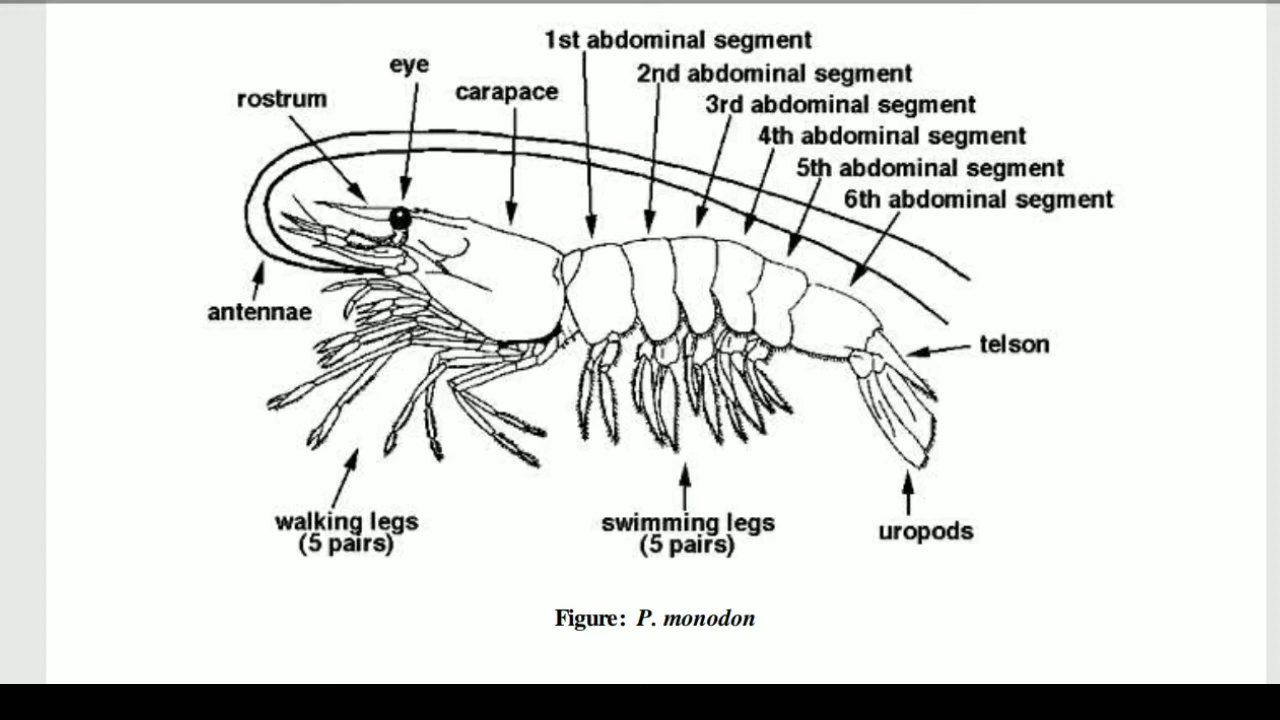 1st abdominal segment
eye
2nd abdominal segment
rostrum
carapace
3rd abdominal segment
4th abdominal segment
5th abdominal segment
6th abdominal segment
antennae
telson
walking legs
(5 pairs)
swimming legs
(5 pairs)
uropods
Figure: P. monodon